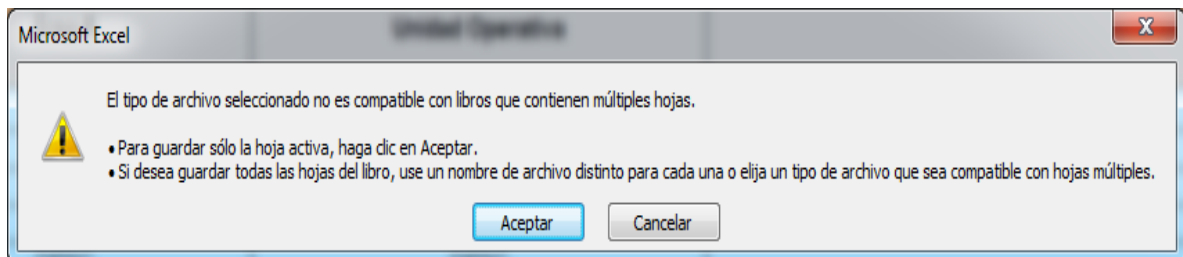 Unidad Operativa
Microsoft Excel
El tipo de archivo seleccionado no es compatible con libros que contienen múltiples hojas.
• Para guardar sólo la hoja activa, haga clic en Aceptar.
• Si desea guardar todas las hojas del libro, use un nombre de archivo distinto para cada una o elija un tipo de archivo que sea compatible con hojas múltiples.
Aceptar
Cancelar